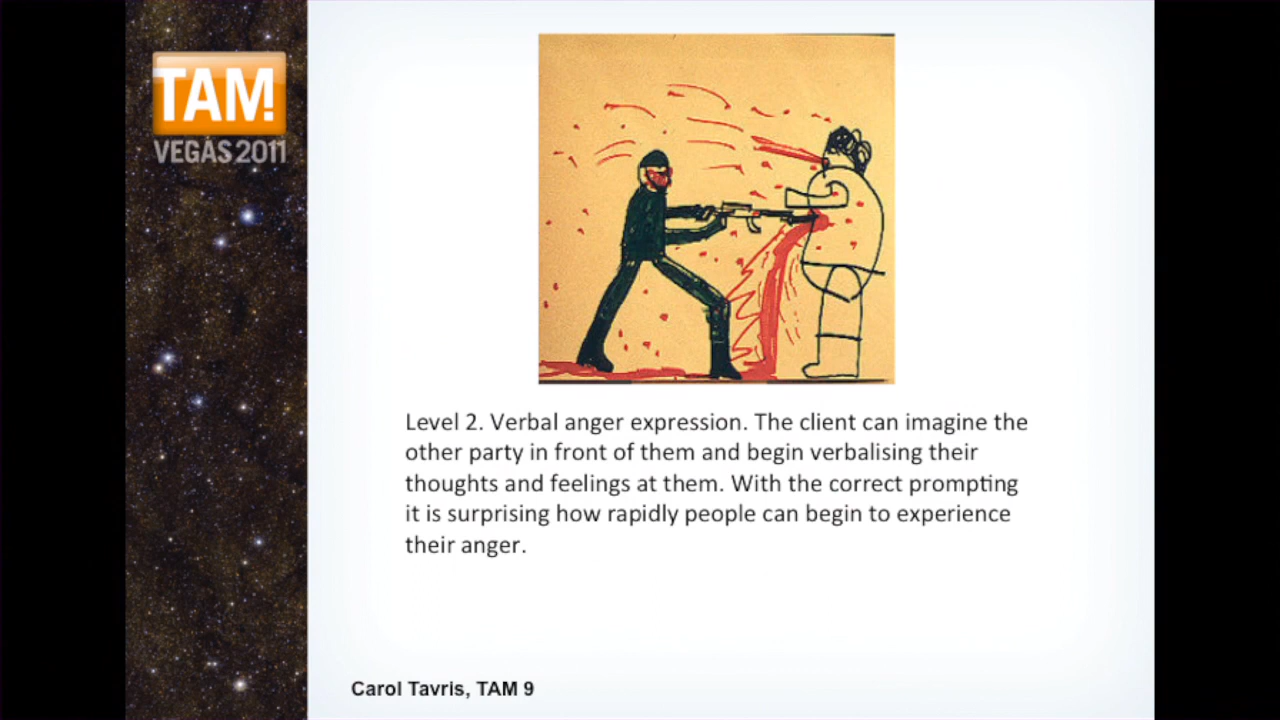 TAM!
VEGAS 2011
Level 2. Verbal anger expression. The client can imagine the
other party in front of them and begin verbalising their
thoughts and feelings at them. With the correct prompting
it is surprising how rapidly people can begin to experience
their anger.
Carol Tavris, TAM 9